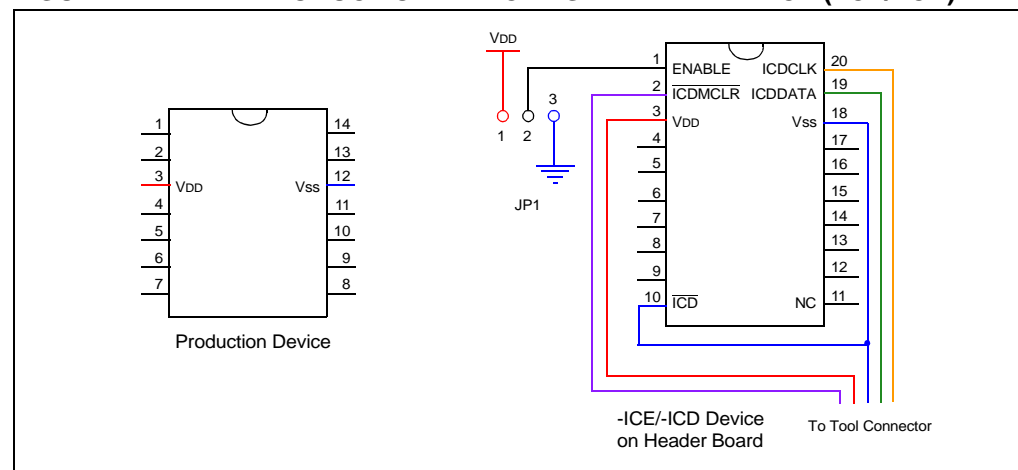 VDD
1 ENABLE ICDCLK 20
2 ICDMCLR ICDDATA 19
3 VDD Vss 18
4 17
5 16
6 15
7 14
8 13
9 12
10 ICD NC 11
1 2 3
JP1
1 14
2 13
3 VDD Vss 12
4 11
5 10
6 9
7 8
Production Device
-ICE/-ICD Device
on Header Board
To Tool Connector